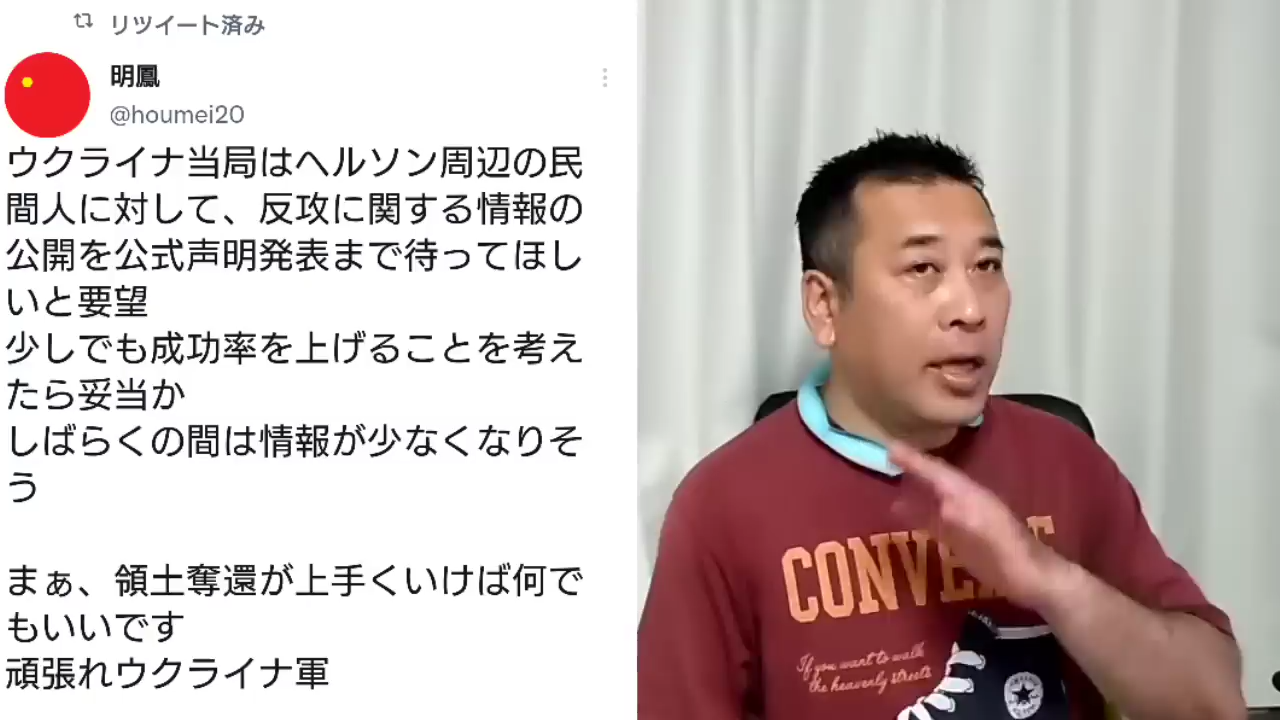 リツイート済み
明鳳
@houmei20
ウクライナ当局はヘルソン周辺の民
間人に対して、反攻に関する情報の
公開を公式声明発表まで待ってほし
いと要望
少しでも成功率を上げることを考え
たら妥当か
しばらくの間は情報が少なくなりそ
う
まぁ、領土奪還が上手くいけば何で
もいいです
頑張れウクライナ軍
CONVE
If you want to walk
the heavenly streets